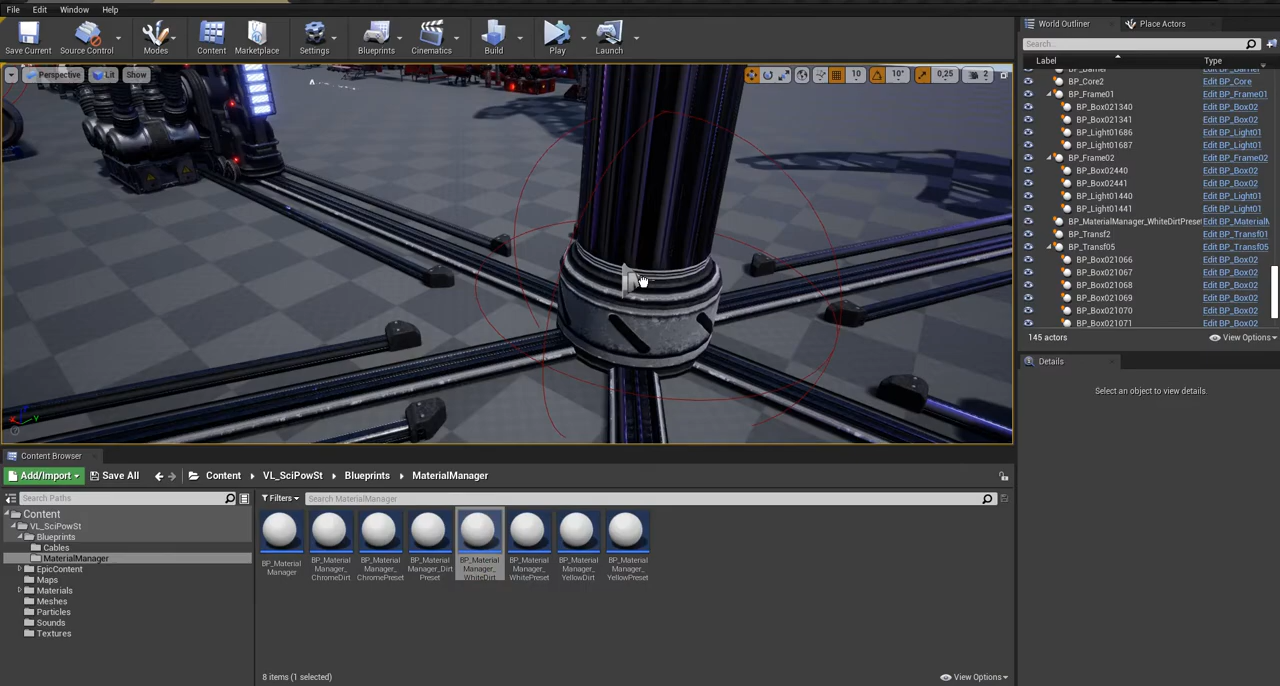 File Edit Window Help
Save Current Source Control Modes Content Marketplace Settings Blueprints Cinematics Build Play Launch
Perspective Lit Show
10 10° 0,25 2
World Outliner Place Actors
Search...
Label Type
BP_Barrier Edit BP_Barrier
BP_Core2 Edit BP_Core
BP_Frame01 Edit BP_Frame01
BP_Box021340 Edit BP_Box02
BP_Box021341 Edit BP_Box02
BP_Light01686 Edit BP_Light01
BP_Light01687 Edit BP_Light01
BP_Frame02 Edit BP_Frame02
BP_Box02440 Edit BP_Box02
BP_Box02441 Edit BP_Box02
BP_Light01440 Edit BP_Light01
BP_Light01441 Edit BP_Light01
BP_MaterialManager_WhiteDirtPreset Edit BP_MaterialM
BP_Transf2 Edit BP_Transf01
BP_Transf05 Edit BP_Transf05
BP_Box021066 Edit BP_Box02
BP_Box021067 Edit BP_Box02
BP_Box021068 Edit BP_Box02
BP_Box021069 Edit BP_Box02
BP_Box021070 Edit BP_Box02
BP_Box021071 Edit BP_Box02
145 actors View Options
Details
Select an object to view details.
Content Browser
Add/Import Save All Content VL_SciPowSt Blueprints MaterialManager
Search Paths
Filters Search MaterialManager
Content
VL_SciPowSt
Blueprints
Cables
MaterialManager
EpicContent
Maps
Materials
Meshes
Particles
Sounds
Textures
BP_Material
Manager
BP_Material
Manager_
ChromeDirt
BP_Material
Manager_
ChromePreset
BP_Material
Manager_Dirt
Preset
BP_Material
Manager_
WhiteDirt
BP_Material
Manager_
WhitePreset
BP_Material
Manager_
YellowDirt
BP_Material
Manager_
YellowPreset
8 items (1 selected) View Options